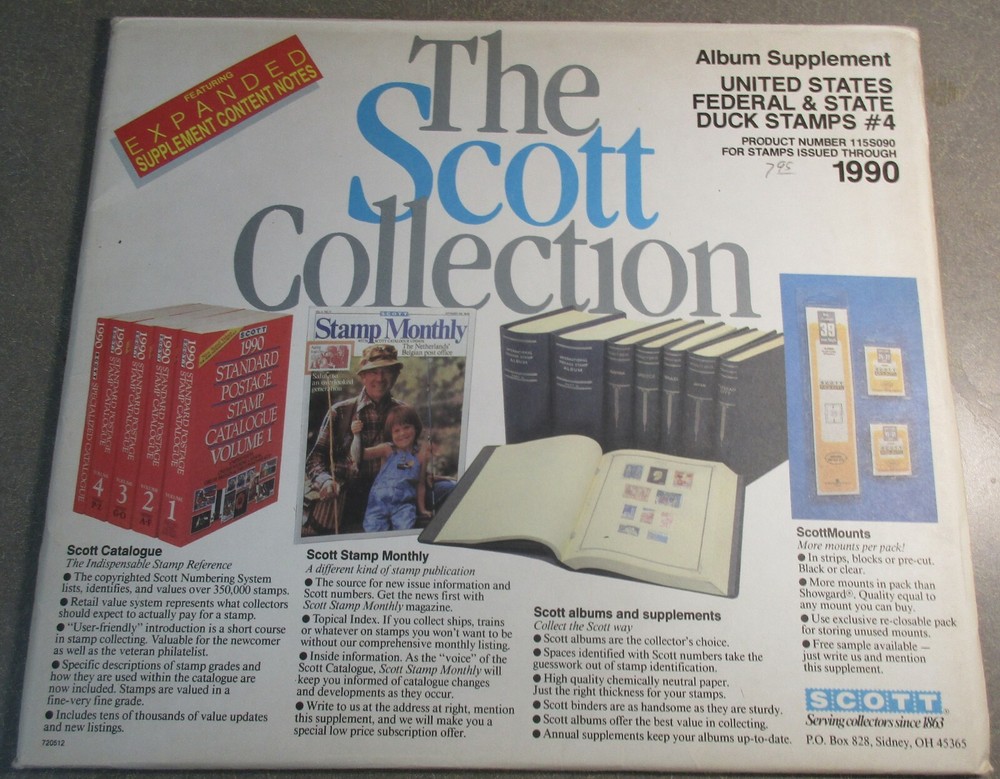 FEATURING
EXPANDED
SUPPLEMENT CONTENT NOTES
The
Scott
Collection
Album Supplement
UNITED STATES
FEDERAL & STATE
DUCK STAMPS #4
PRODUCT NUMBER 115S090
FOR STAMPS ISSUED THROUGH
7.95
1990
SCOTT
1990
STANDARD
POSTAGE
STAMP
CATALOGUE
VOLUME 1
4
3
2
1
SCOTT
Stamp Monthly
The Netherlands'
Belgian post office
INTERNATIONAL
POSTAGE STAMP
ALBUM
39
Scott Catalogue
The Indispensable Stamp Reference
● The copyrighted Scott Numbering System
lists, identifies, and values over 350,000 stamps.
● Retail value system represents what collectors
should expect to actually pay for a stamp.
● “User-friendly” introduction is a short course
in stamp collecting. Valuable for the newcomer
as well as the veteran philatelist.
● Specific descriptions of stamp grades and
how they are used within the catalogue are
now included. Stamps are valued in a
fine-very fine grade.
● Includes tens of thousands of value updates
and new listings.
720512
Scott Stamp Monthly
A different kind of stamp publication
● The source for new issue information and
Scott numbers. Get the news first with
Scott Stamp Monthly magazine.
● Topical Index. If you collect ships, trains
or whatever on stamps you won't want to be
without our comprehensive monthly listing.
● Inside information. As the “voice” of the
Scott Catalogue, Scott Stamp Monthly will
keep you informed of catalogue changes
and developments as they occur.
● Write to us at the address at right, mention
this supplement, and we will make you a
special low price subscription offer.
Scott albums and supplements
Collect the Scott way
● Scott albums are the collector's choice.
● Spaces identified with Scott numbers take the
guesswork out of stamp identification.
● High quality chemically neutral paper.
Just the right thickness for your stamps.
● Scott binders are as handsome as they are sturdy.
● Scott albums offer the best value in collecting.
● Annual supplements keep your albums up-to-date.
ScottMounts
More mounts per pack!
● In strips, blocks or pre-cut.
Black or clear.
● More mounts in pack than
Showgard®. Quality equal to
any mount you can buy.
● Use exclusive re-closable pack
for storing unused mounts.
● Free sample available —
just write us and mention
this supplement.
SCOTT®
Serving collectors since 1863
P.O. Box 828, Sidney, OH 45365